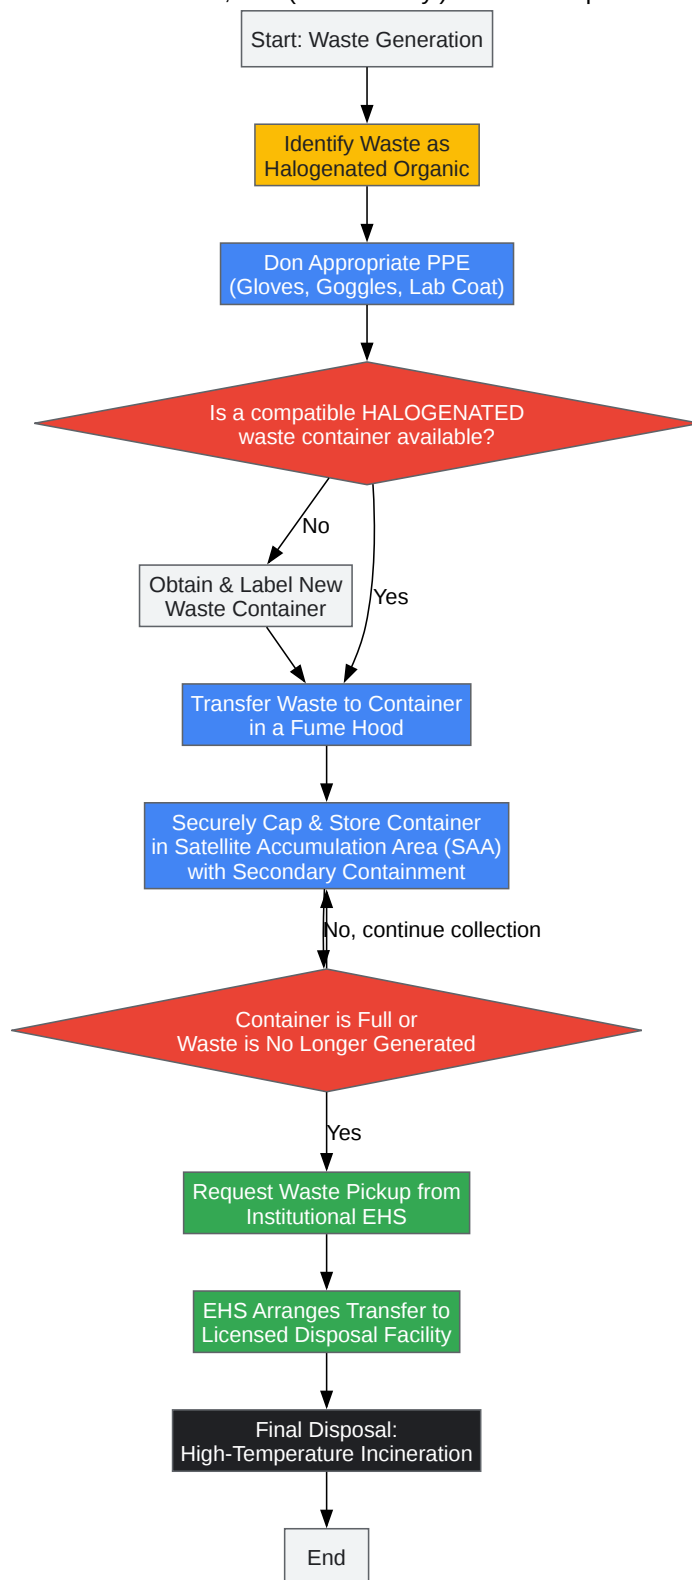 Start: Waste Generation
Identify Waste as
Halogenated Organic
Don Appropriate PPE
(Gloves, Goggles, Lab Coat)
Is a compatible HALOGENATED
waste container available?
No
Obtain & Label New
Waste Container
Yes
Transfer Waste to Container
in a Fume Hood
Securely Cap & Store Container
in Satellite Accumulation Area (SAA)
with Secondary Containment
No, continue collection
Container is Full or
Waste is No Longer Generated
Yes
Request Waste Pickup from
Institutional EHS
EHS Arranges Transfer to
Licensed Disposal Facility
Final Disposal:
High-Temperature Incineration
End